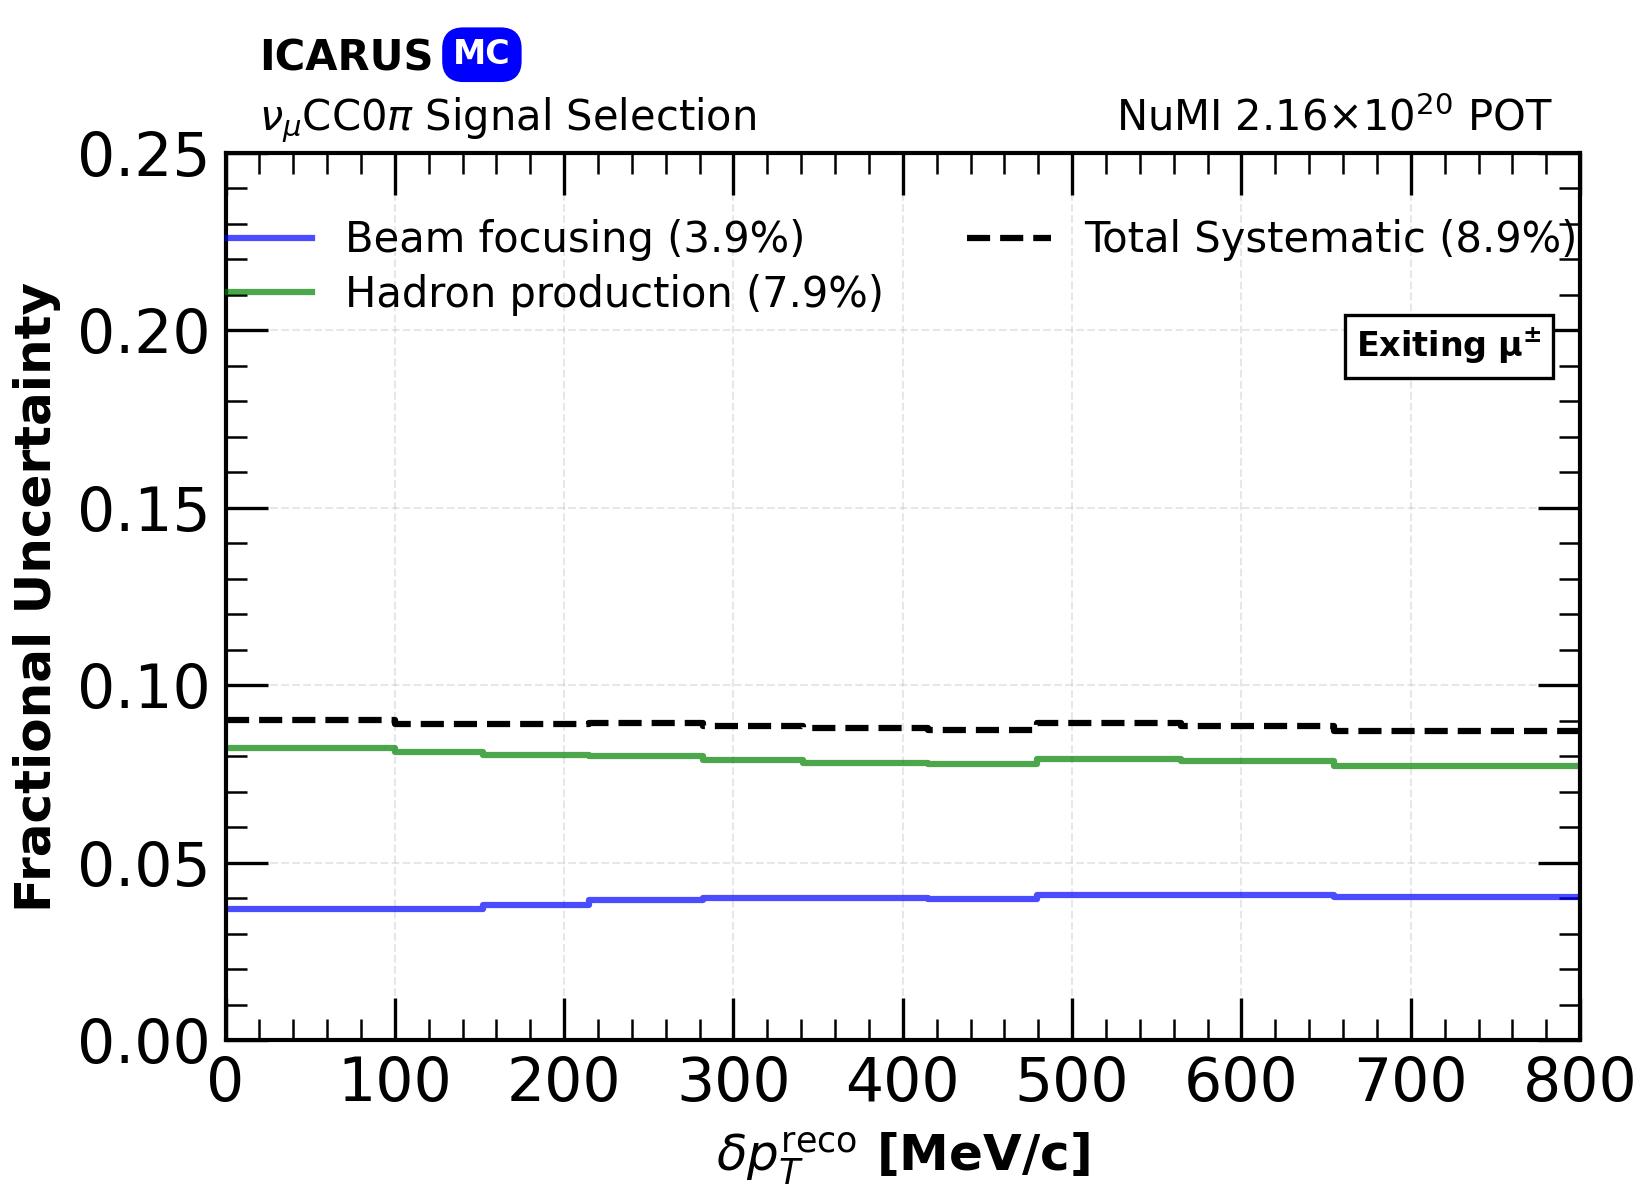 ICARUS MC
νμCC0π Signal Selection NuMI 2.16×10²⁰ POT
Beam focusing (3.9%) Total Systematic (8.9%)
Hadron production (7.9%)
Exiting μ±
Fractional Uncertainty
0.25
0.20
0.15
0.10
0.05
0.00
0 100 200 300 400 500 600 700 800
δp_T^reco [MeV/c]